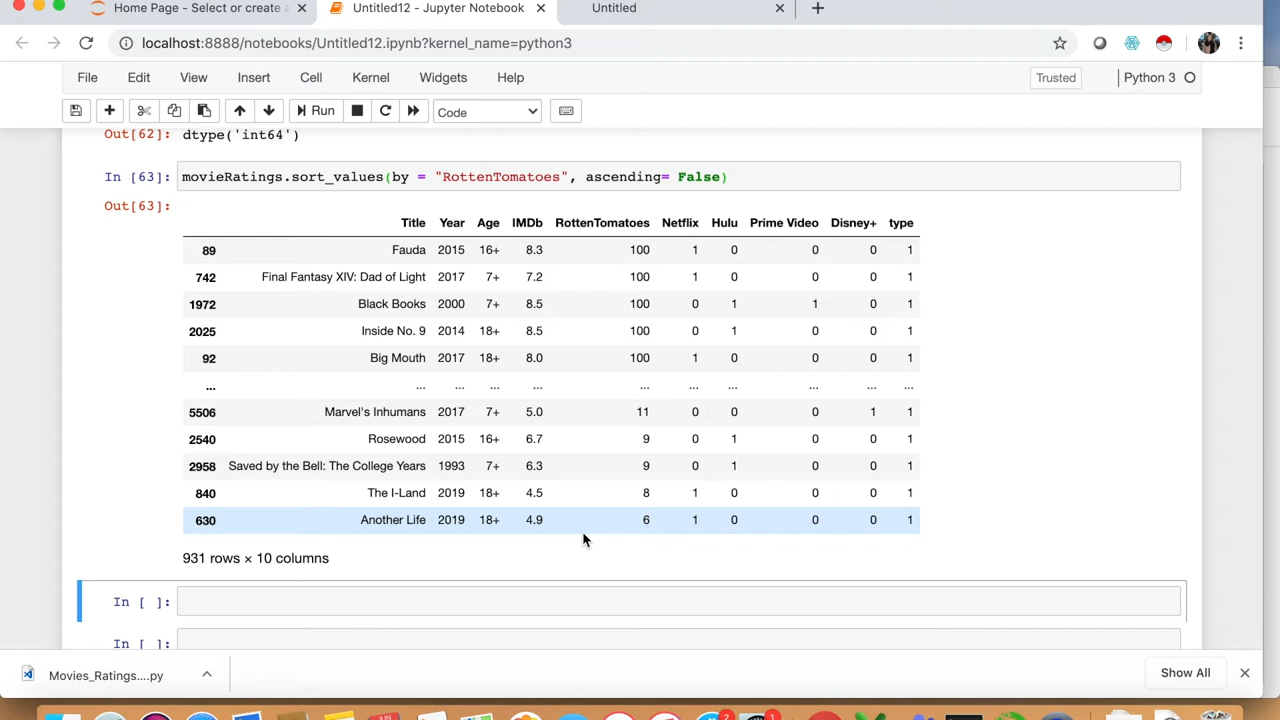 Home Page - Select or create a
Untitled12 - Jupyter Notebook
Untitled
localhost:8888/notebooks/Untitled12.ipynb?kernel_name=python3
File Edit View Insert Cell Kernel Widgets Help
Trusted
Python 3
Run
Code
Out[62]: dtype('int64')
In [63]: movieRatings.sort_values(by = "RottenTomatoes", ascending= False)
Out[63]:
Title Year Age IMDb RottenTomatoes Netflix Hulu Prime Video Disney+ type
89 Fauda 2015 16+ 8.3 100 1 0 0 0 1
742 Final Fantasy XIV: Dad of Light 2017 7+ 7.2 100 1 0 0 0 1
1972 Black Books 2000 7+ 8.5 100 0 1 1 0 1
2025 Inside No. 9 2014 18+ 8.5 100 0 1 0 0 1
92 Big Mouth 2017 18+ 8.0 100 1 0 0 0 1
... ... ... ... ... ... ... ... ... ... ...
5506 Marvel's Inhumans 2017 7+ 5.0 11 0 0 0 1 1
2540 Rosewood 2015 16+ 6.7 9 0 1 0 0 1
2958 Saved by the Bell: The College Years 1993 7+ 6.3 9 0 1 0 0 1
840 The I-Land 2019 18+ 4.5 8 1 0 0 0 1
630 Another Life 2019 18+ 4.9 6 1 0 0 0 1
931 rows × 10 columns
In [ ]:
In [ ]:
Movies_Ratings....py
Show All
JUN
2
1